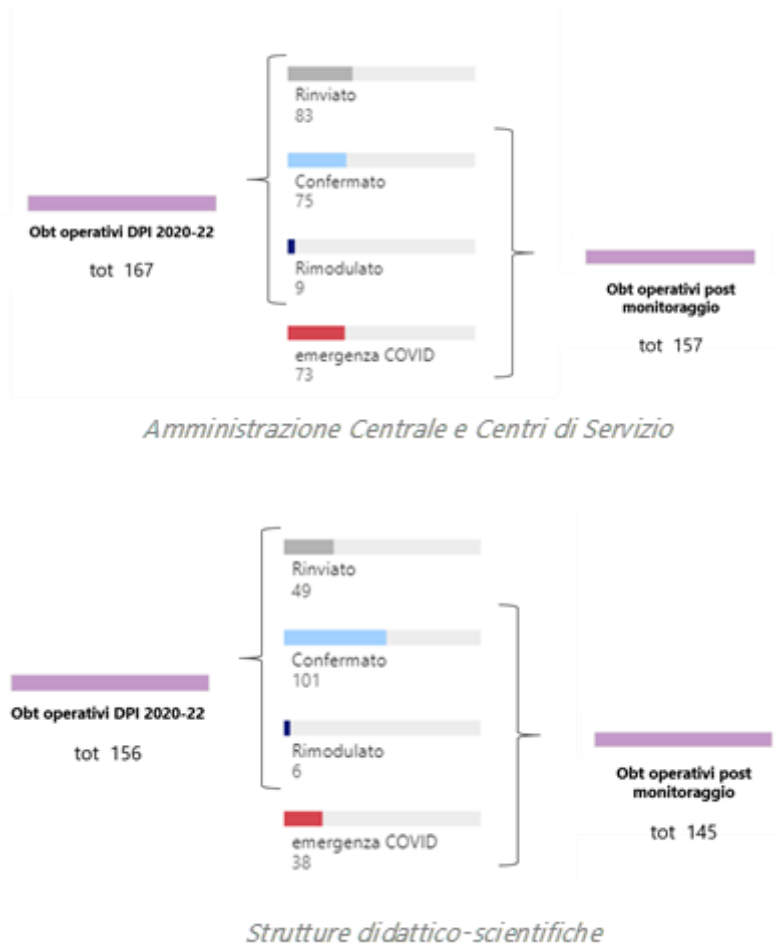 Rinviato
83
Confermato
75
Obt operativi DPI 2020-22
tot 167
Rimodulato
9
Obt operativi post
monitoraggio
tot 157
emergenza COVID
73
Amministrazione Centrale e Centri di Servizio
Rinviato
49
Confermato
101
Obt operativi DPI 2020-22
tot 156
Rimodulato
6
Obt operativi post
monitoraggio
tot 145
emergenza COVID
38
Strutture didattico-scientifiche